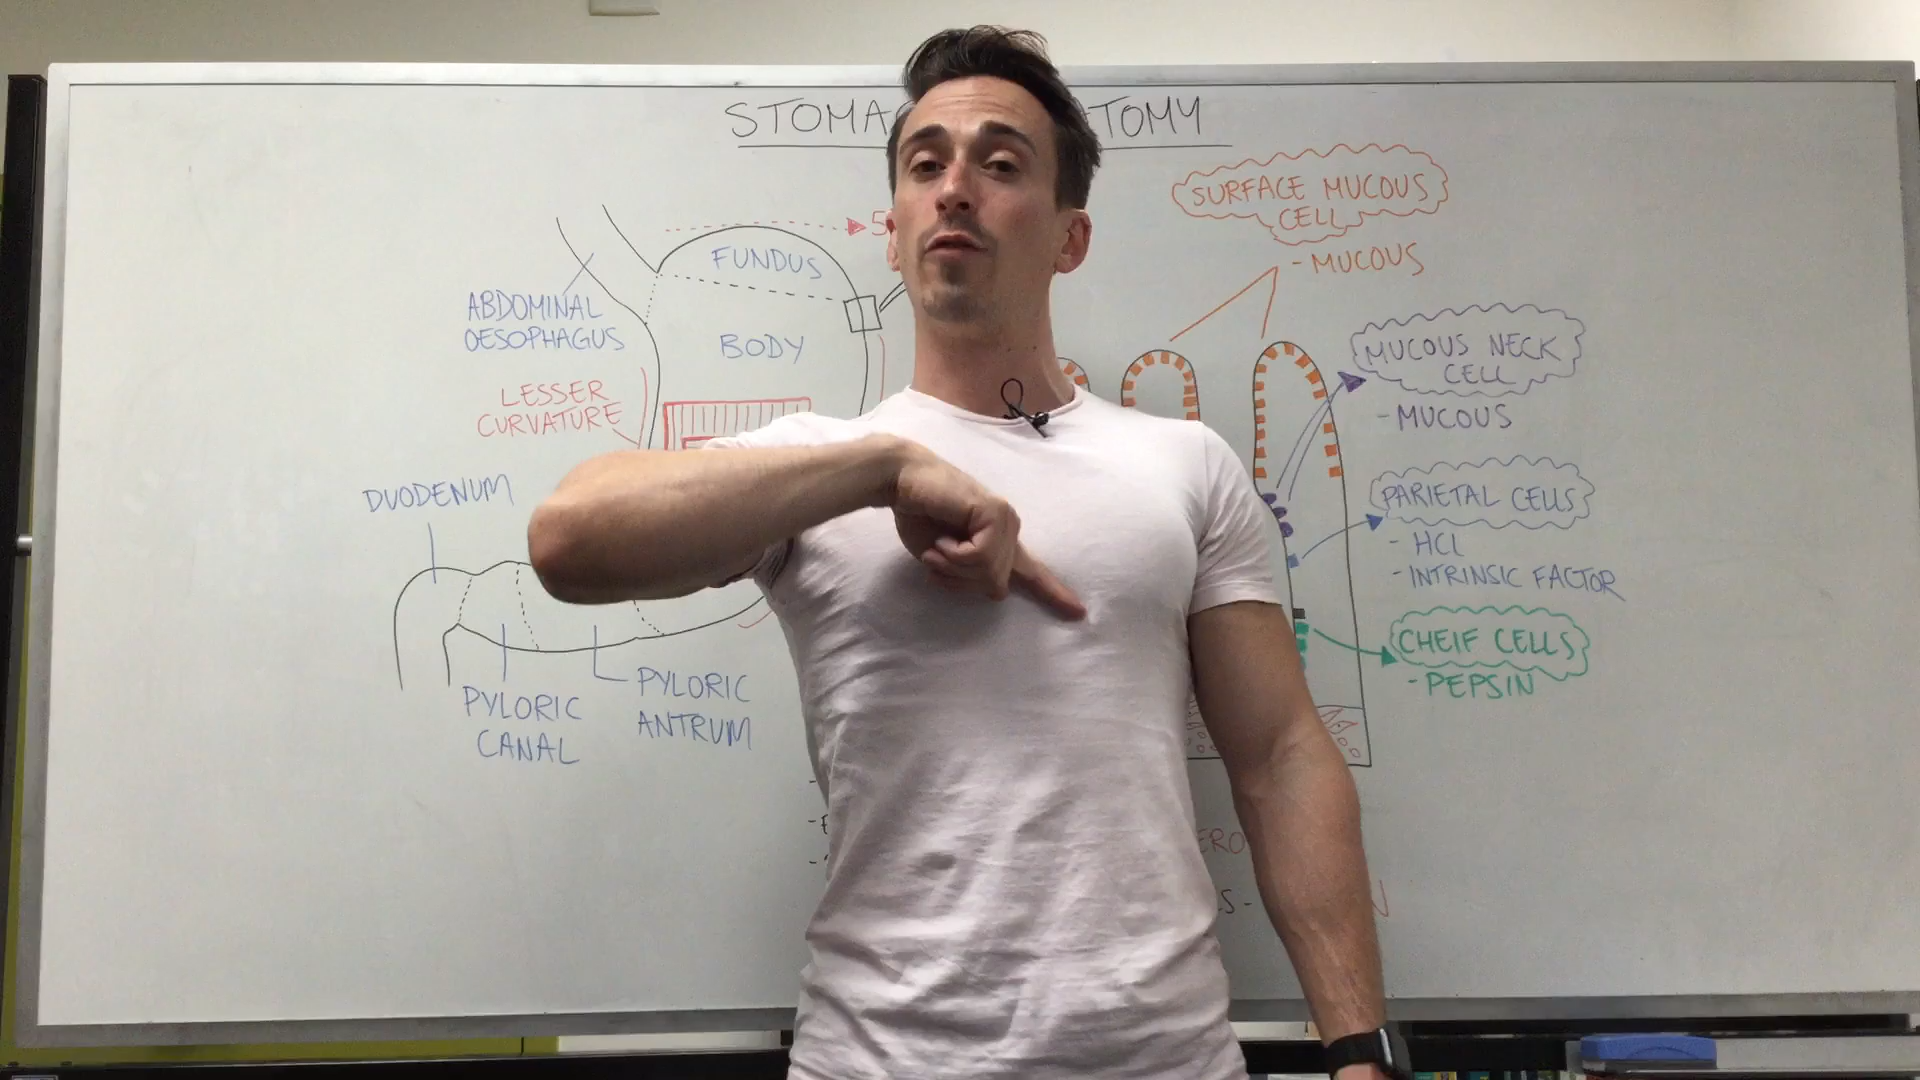 STOMA TOMY
SURFACE MUCOUS
CELL
- MUCOUS
5
FUNDUS
ABDOMINAL
OESOPHAGUS
BODY
LESSER
CURVATURE
MUCOUS NECK
CELL
- MUCOUS
DUODENUM
PARIETAL CELLS
- HCL
- INTRINSIC FACTOR
CHEIF CELLS
- PEPSIN
PYLORIC
CANAL
PYLORIC
ANTRUM